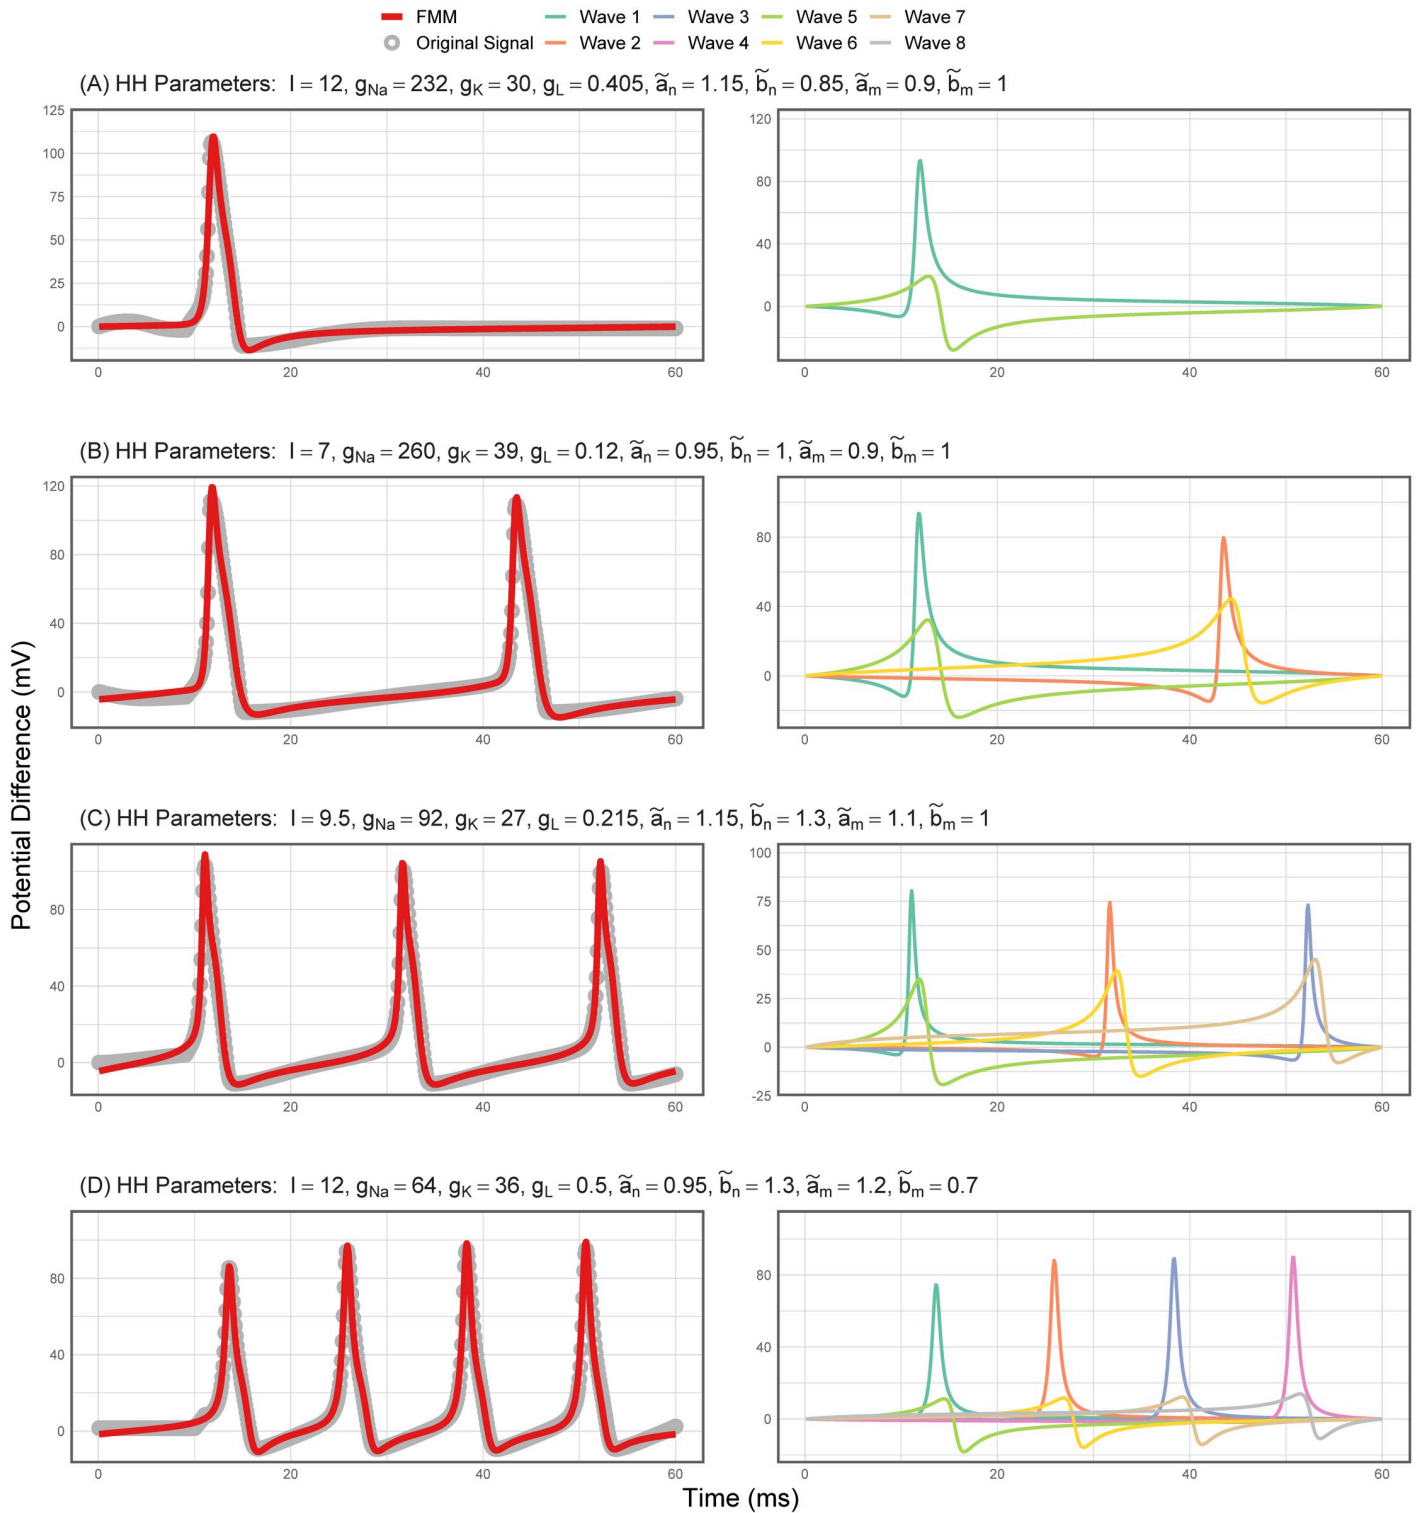 FMM Wave 1 Wave 3 Wave 5 Wave 7
Original Signal Wave 2 Wave 4 Wave 6 Wave 8
(A) HH Parameters: I = 12, gNa = 232, gK = 30, gL = 0.405, ãn = 1.15, b̃n = 0.85, ãm = 0.9, b̃m = 1
125
100
75
50
25
0
0 20 40 60
120
80
40
0
0 20 40 60
(B) HH Parameters: I = 7, gNa = 260, gK = 39, gL = 0.12, ãn = 0.95, b̃n = 1, ãm = 0.9, b̃m = 1
120
80
40
0
0 20 40 60
80
40
0
0 20 40 60
(C) HH Parameters: I = 9.5, gNa = 92, gK = 27, gL = 0.215, ãn = 1.15, b̃n = 1.3, ãm = 1.1, b̃m = 1
80
40
0
0 20 40 60
100
75
50
25
0
-25
0 20 40 60
(D) HH Parameters: I = 12, gNa = 64, gK = 36, gL = 0.5, ãn = 0.95, b̃n = 1.3, ãm = 1.2, b̃m = 0.7
80
40
0
0 20 40 60
80
40
0
0 20 40 60
Potential Difference (mV)
Time (ms)